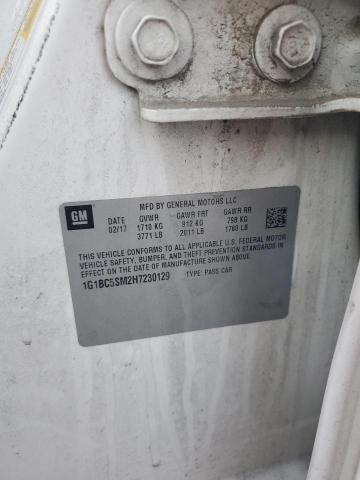 MFD BY GENERAL MOTORS LLC
GM
DATE GVWR GAWR FRT GAWR RR
02/17 1710 KG 912 KG 798 KG
3771 LB 2011 LB 1760 LB
THIS VEHICLE CONFORMS TO ALL APPLICABLE U.S. FEDERAL MOTOR
VEHICLE SAFETY, BUMPER, AND THEFT PREVENTION STANDARDS
IN EFFECT ON THE DATE OF MANUFACTURE SHOWN ABOVE.
1G1BC5SM2H7230129 TYPE: PASS CAR